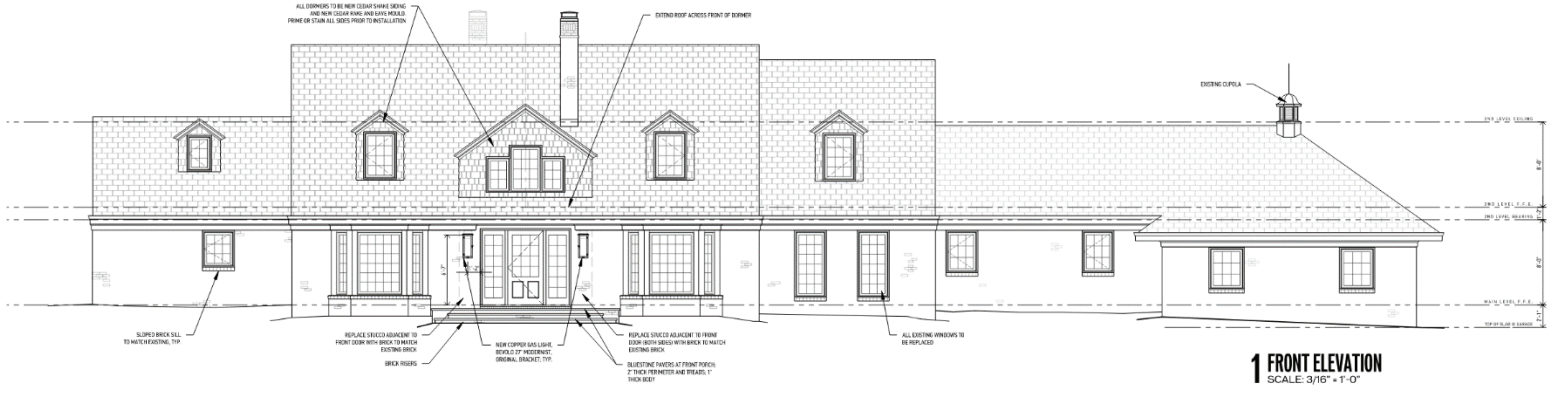 ALL DORMERS TO BE NEW CEDAR SHAKE SIDING
AND NEW CEDAR RAKE AND EAVE MOULD.
PRIME OR STAIN ALL SIDES PRIOR TO INSTALLATION
EXTEND ROOF ACROSS FRONT OF DORMER
EXISTING CUPOLA
2ND LEVEL CEILING
2ND LEVEL F.F.E.
2ND LEVEL BEARING
8'-0"
MAIN LEVEL F.F.E.
2'-1"
TOP OF SLAB @ GARAGE
SLOPED BRICK SILL
TO MATCH EXISTING, TYP.
REPLACE STUCCO ADJACENT TO
FRONT DOOR WITH BRICK TO MATCH
EXISTING BRICK
BRICK RISERS
NEW COPPER GAS LIGHT,
BEVOLO 27" MODERNIST,
ORIGINAL BRACKET, TYP.
REPLACE STUCCO ADJACENT TO FRONT
DOOR (BOTH SIDES) WITH BRICK TO MATCH
EXISTING BRICK
BLUESTONE PAVERS AT FRONT PORCH;
2" THICK PERIMETER AND TREADS; 1"
THICK BODY
ALL EXISTING WINDOWS TO
BE REPLACED
1 FRONT ELEVATION
SCALE: 3/16" = 1'-0"